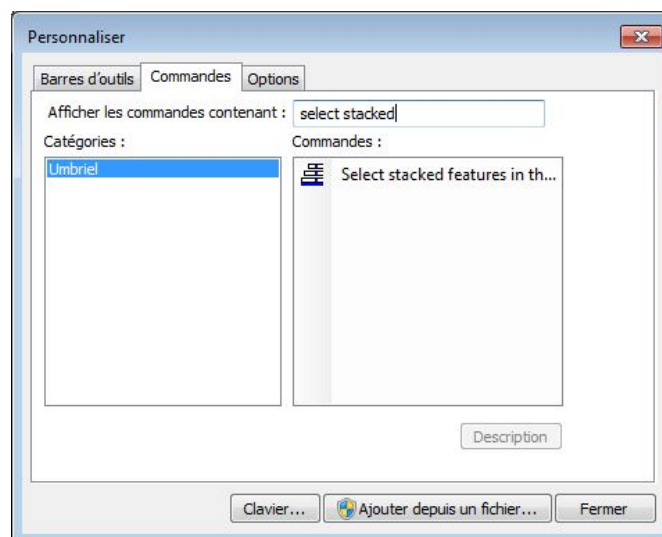 Personnaliser
Barres d'outils Commandes Options
Afficher les commandes contenant : select stacked
Catégories : Commandes :
Umbriel Select stacked features in th...
Description
Clavier... Ajouter depuis un fichier... Fermer